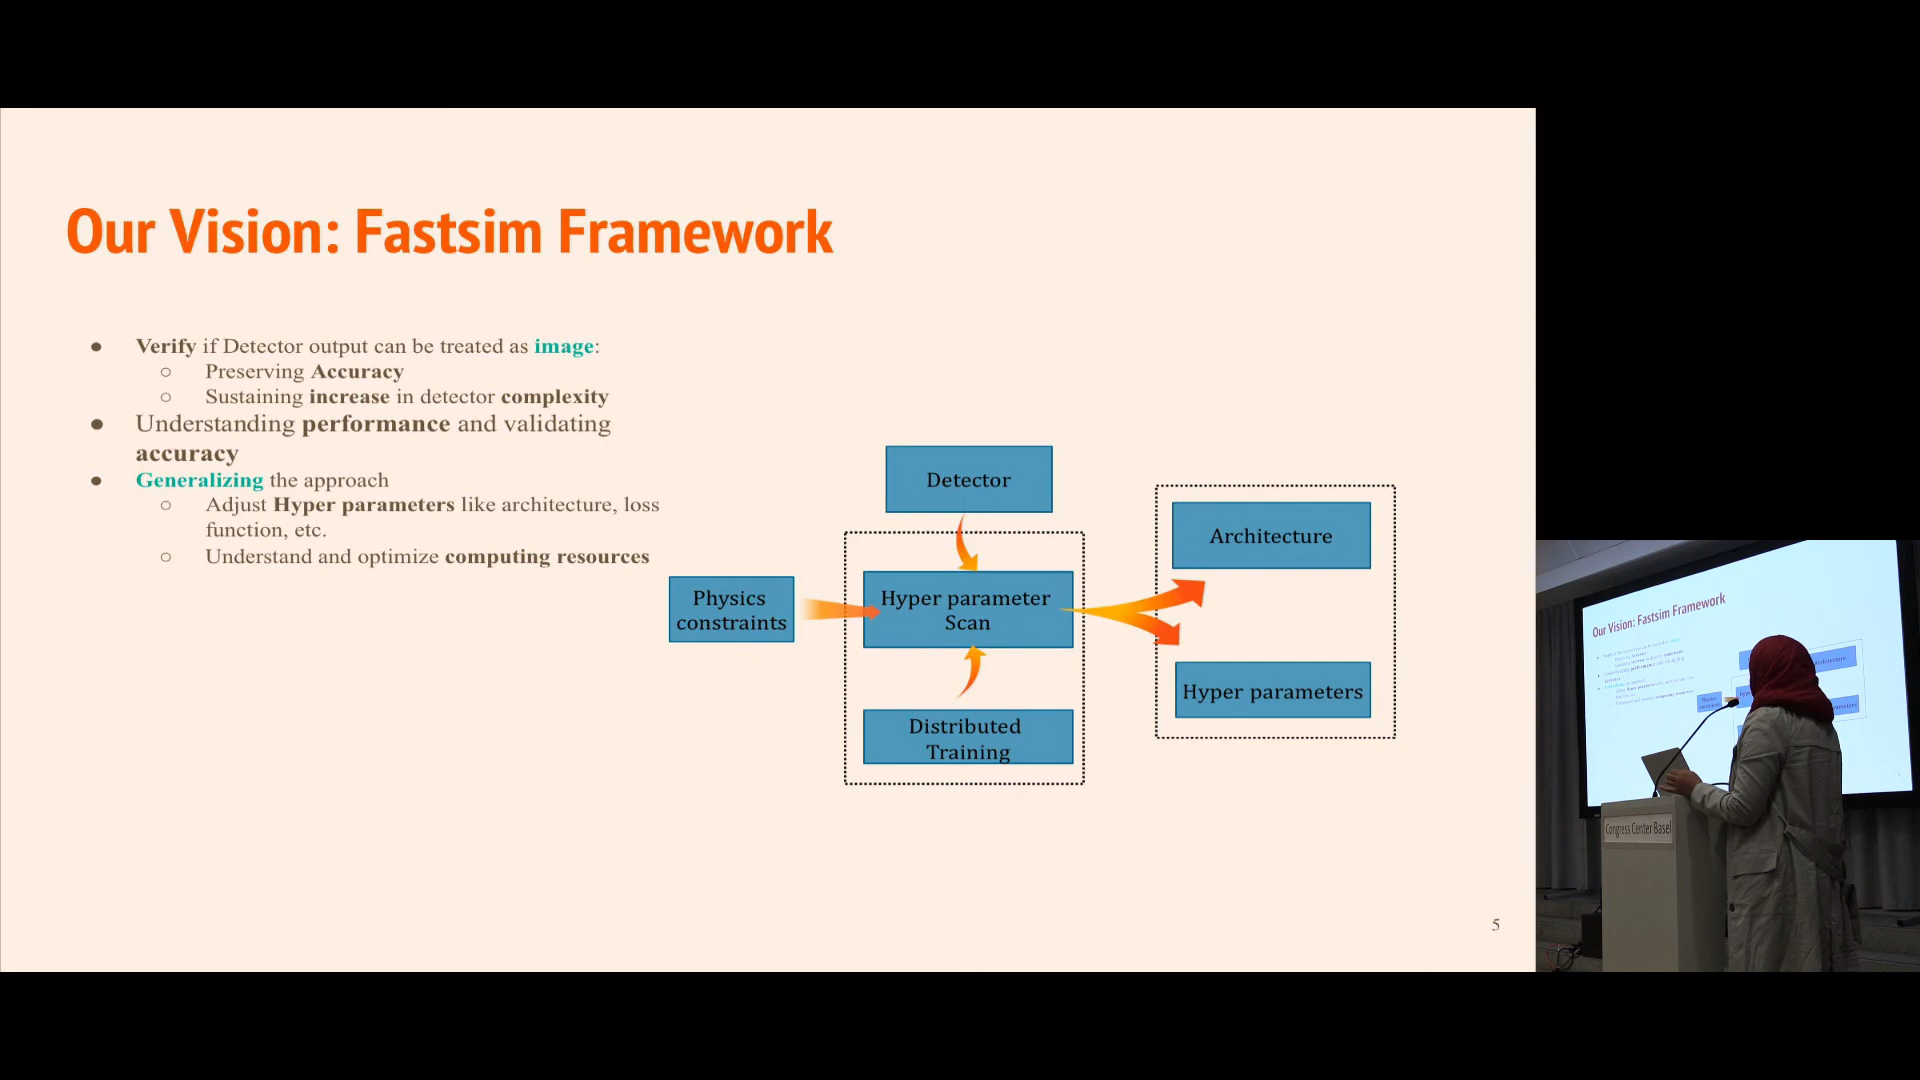 Our Vision: Fastsim Framework
● Verify if Detector output can be treated as image:
○ Preserving Accuracy
○ Sustaining increase in detector complexity
● Understanding performance and validating
accuracy
● Generalizing the approach
○ Adjust Hyper parameters like architecture, loss
function, etc.
○ Understand and optimize computing resources
Detector
Physics
constraints
Hyper parameter
Scan
Distributed
Training
Architecture
Hyper parameters
5
Our Vision: Fastsim Framework
Architecture
Congress Center Basel